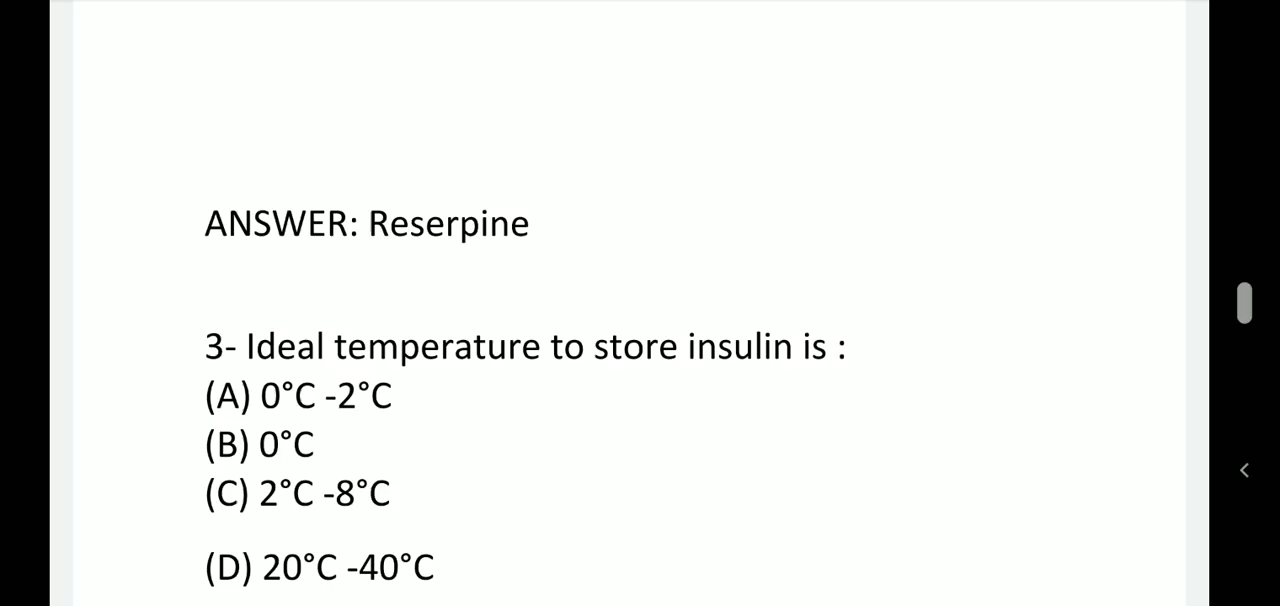 ANSWER: Reserpine
3- Ideal temperature to store insulin is :
(A) 0°C -2°C
(B) 0°C
(C) 2°C -8°C
(D) 20°C -40°C